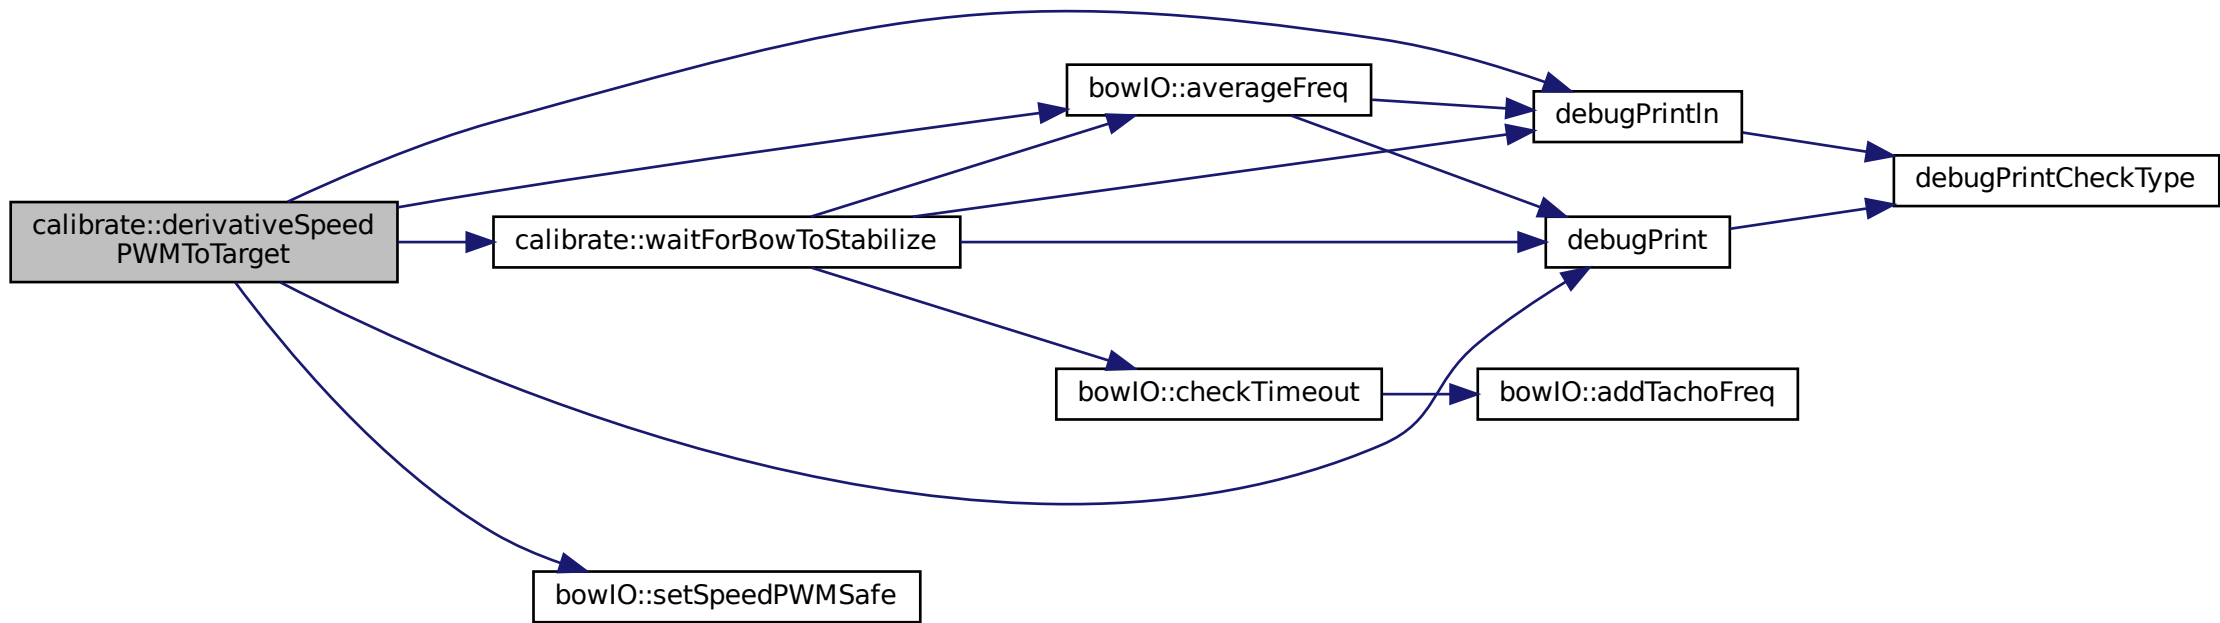 calibrate::derivativeSpeed
PWMToTarget
bowIO::averageFreq
debugPrintln
debugPrintCheckType
calibrate::waitForBowToStabilize
debugPrint
bowIO::checkTimeout
bowIO::addTachoFreq
bowIO::setSpeedPWMSafe